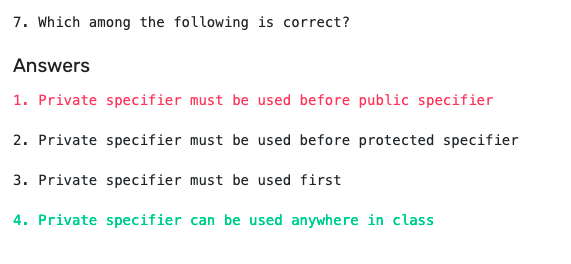 7. Which among the following is correct?
Answers
1. Private specifier must be used before public specifier
2. Private specifier must be used before protected specifier
3. Private specifier must be used first
4. Private specifier can be used anywhere in class